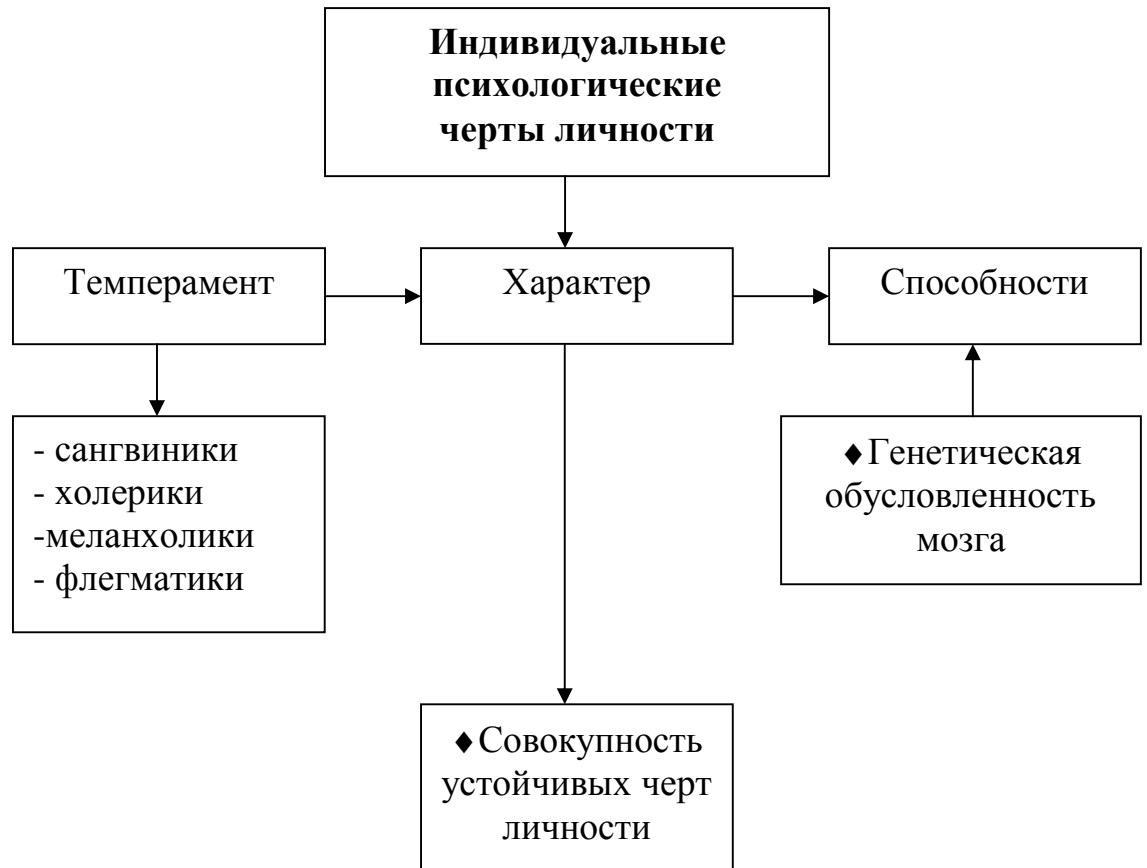 Индивидуальные
психологические
черты личности
Темперамент
Характер
Способности
- сангвиники
- холерики
-меланхолики
- флегматики
♦Генетическая
обусловленность
мозга
♦Совокупность
устойчивых черт
личности